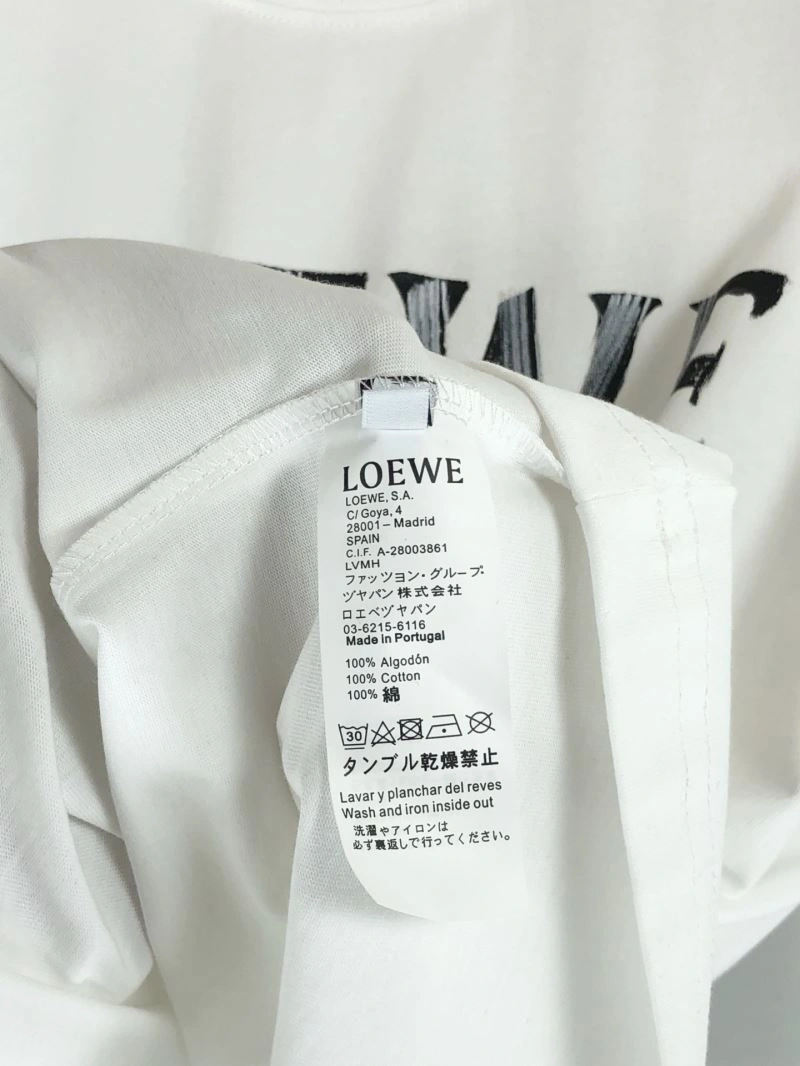 LOEWE
LOEWE, S.A.
C/ Goya, 4
28001 – Madrid
SPAIN
C.I.F. A-28003861
LVMH
ファッツヨン・グループ
ヅヤパン株式会社
ロエベヅヤパン
03-6215-6116
Made in Portugal
100% Algodón
100% Cotton
100% 綿
30
タンブル乾燥禁止
Lavar y planchar del reves
Wash and iron inside out
洗濯やアイロンは
必ず裏返しで行ってください。